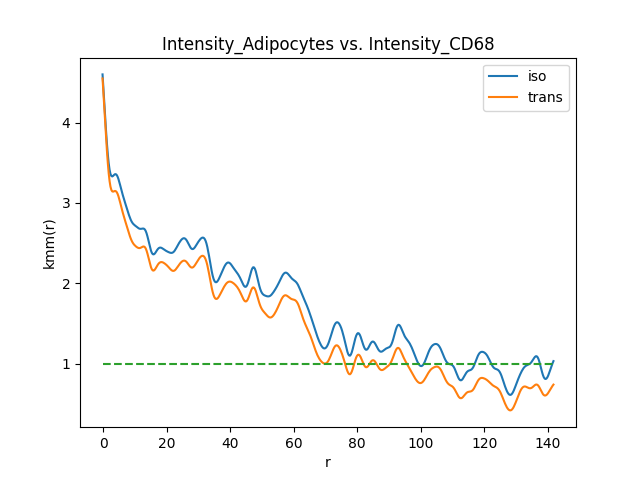 Intensity_Adipocytes vs. Intensity_CD68
iso
trans
kmm(r)
4
3
2
1
0
20
40
60
80
100
120
140
r